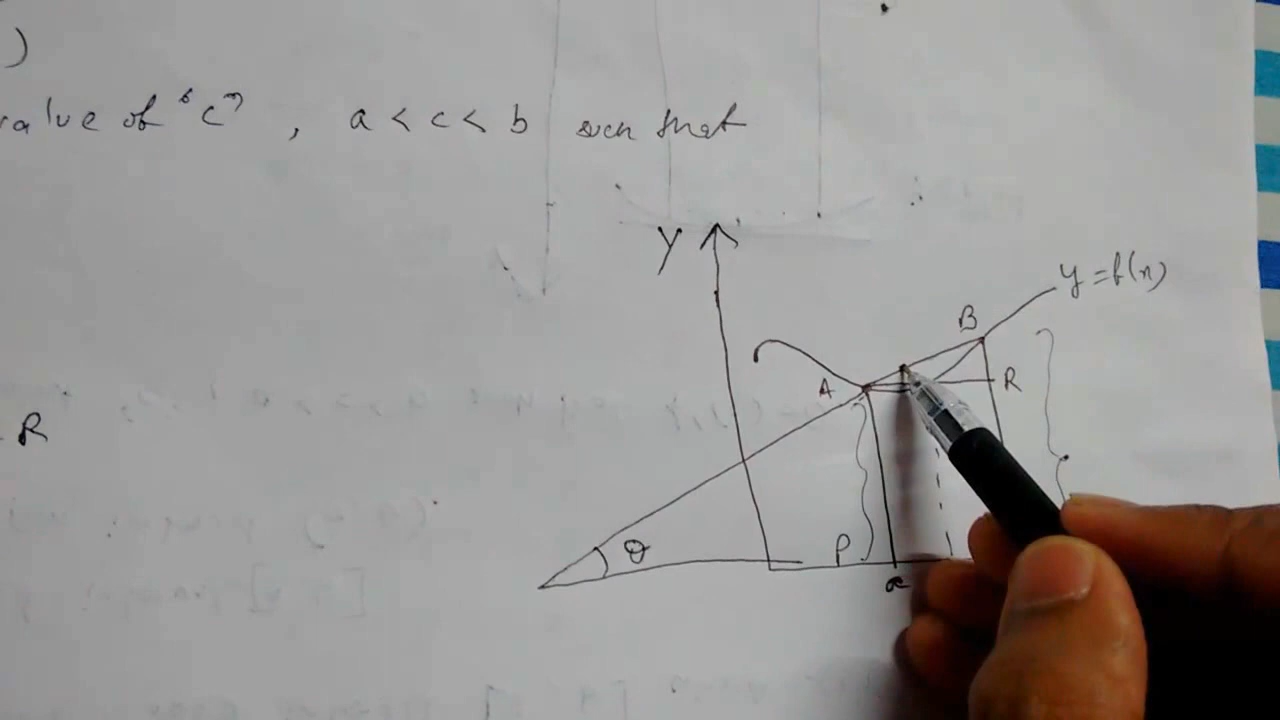 )
value of "c", a < c < b such that
Y
y = f(x)
B
A
R
R
θ
P
a